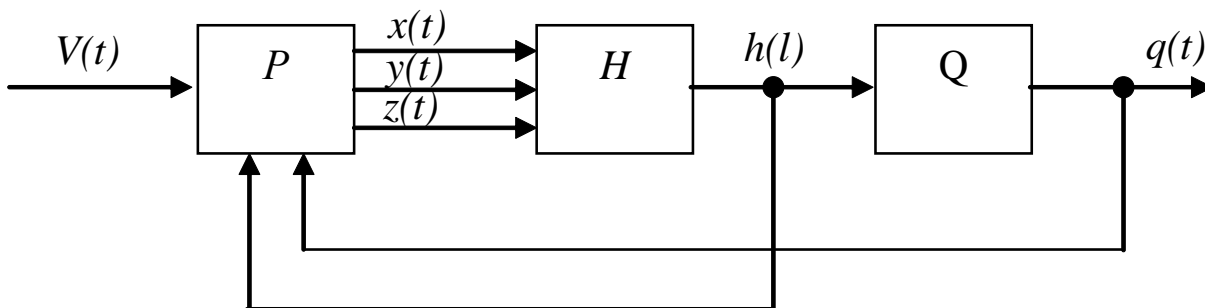 V(t)
P
x(t)
y(t)
z(t)
H
h(l)
Q
q(t)